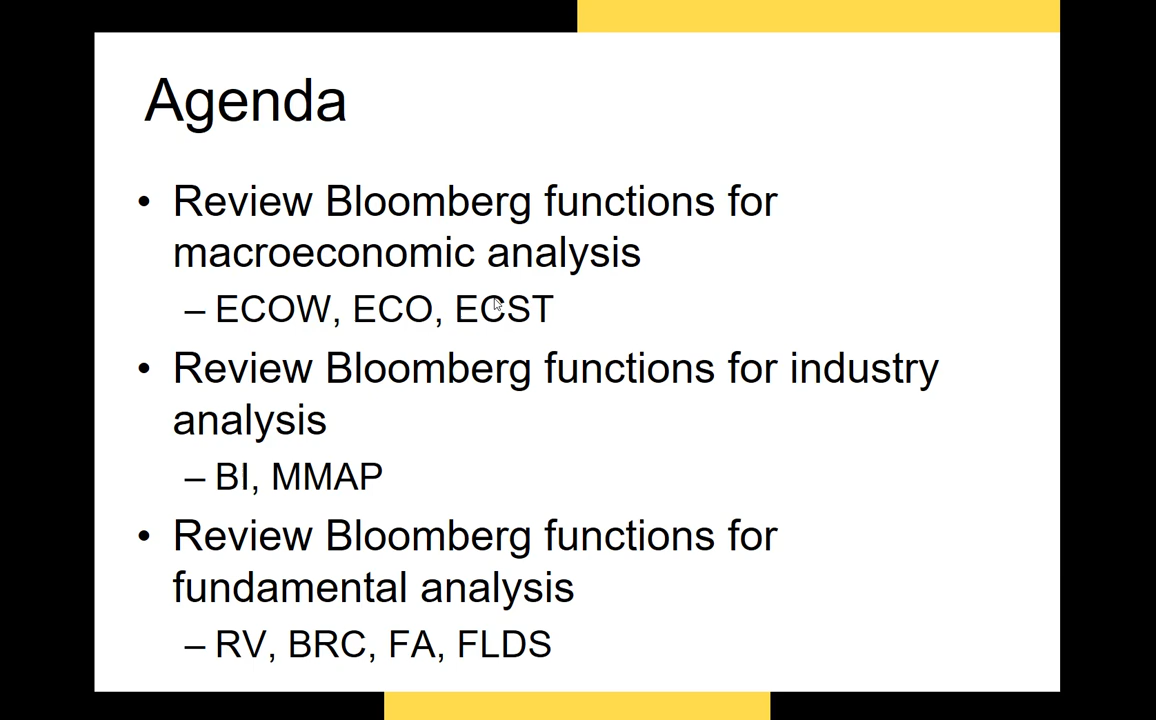 Agenda
• Review Bloomberg functions for
macroeconomic analysis
– ECOW, ECO, ECST
• Review Bloomberg functions for industry
analysis
– BI, MMAP
• Review Bloomberg functions for
fundamental analysis
– RV, BRC, FA, FLDS